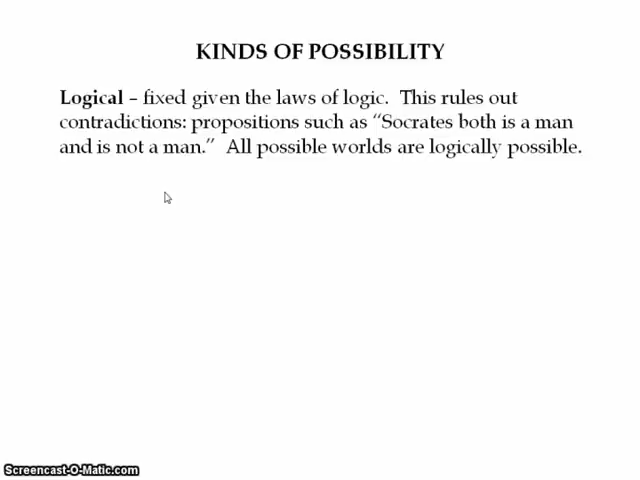 KINDS OF POSSIBILITY
Logical – fixed given the laws of logic.  This rules out
contradictions: propositions such as “Socrates both is a man
and is not a man.”  All possible worlds are logically possible.
Screencast-O-Matic.com